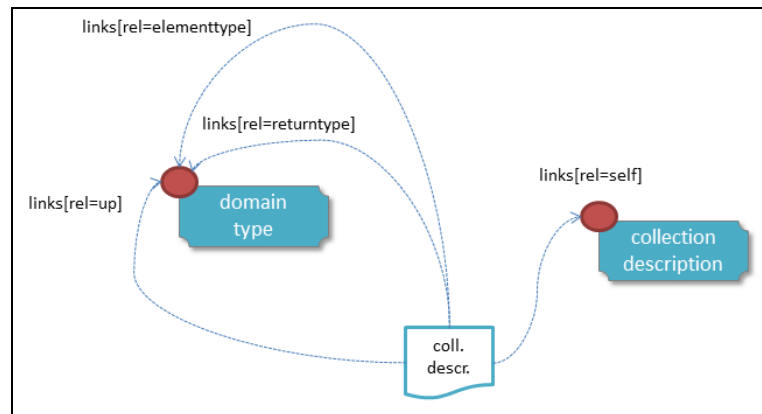 links[rel=elementtype]
links[rel=returntype]
links[rel=self]
links[rel=up]
domain
type
collection
description
coll.
descr.